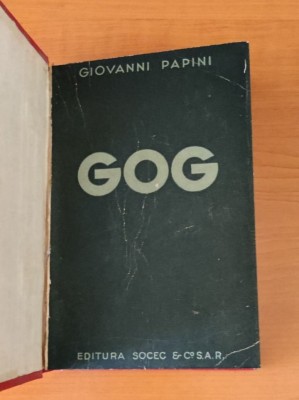 GIOVANNI PAPINI
GOG
EDITURA SOCEC & Cº S.A.R.